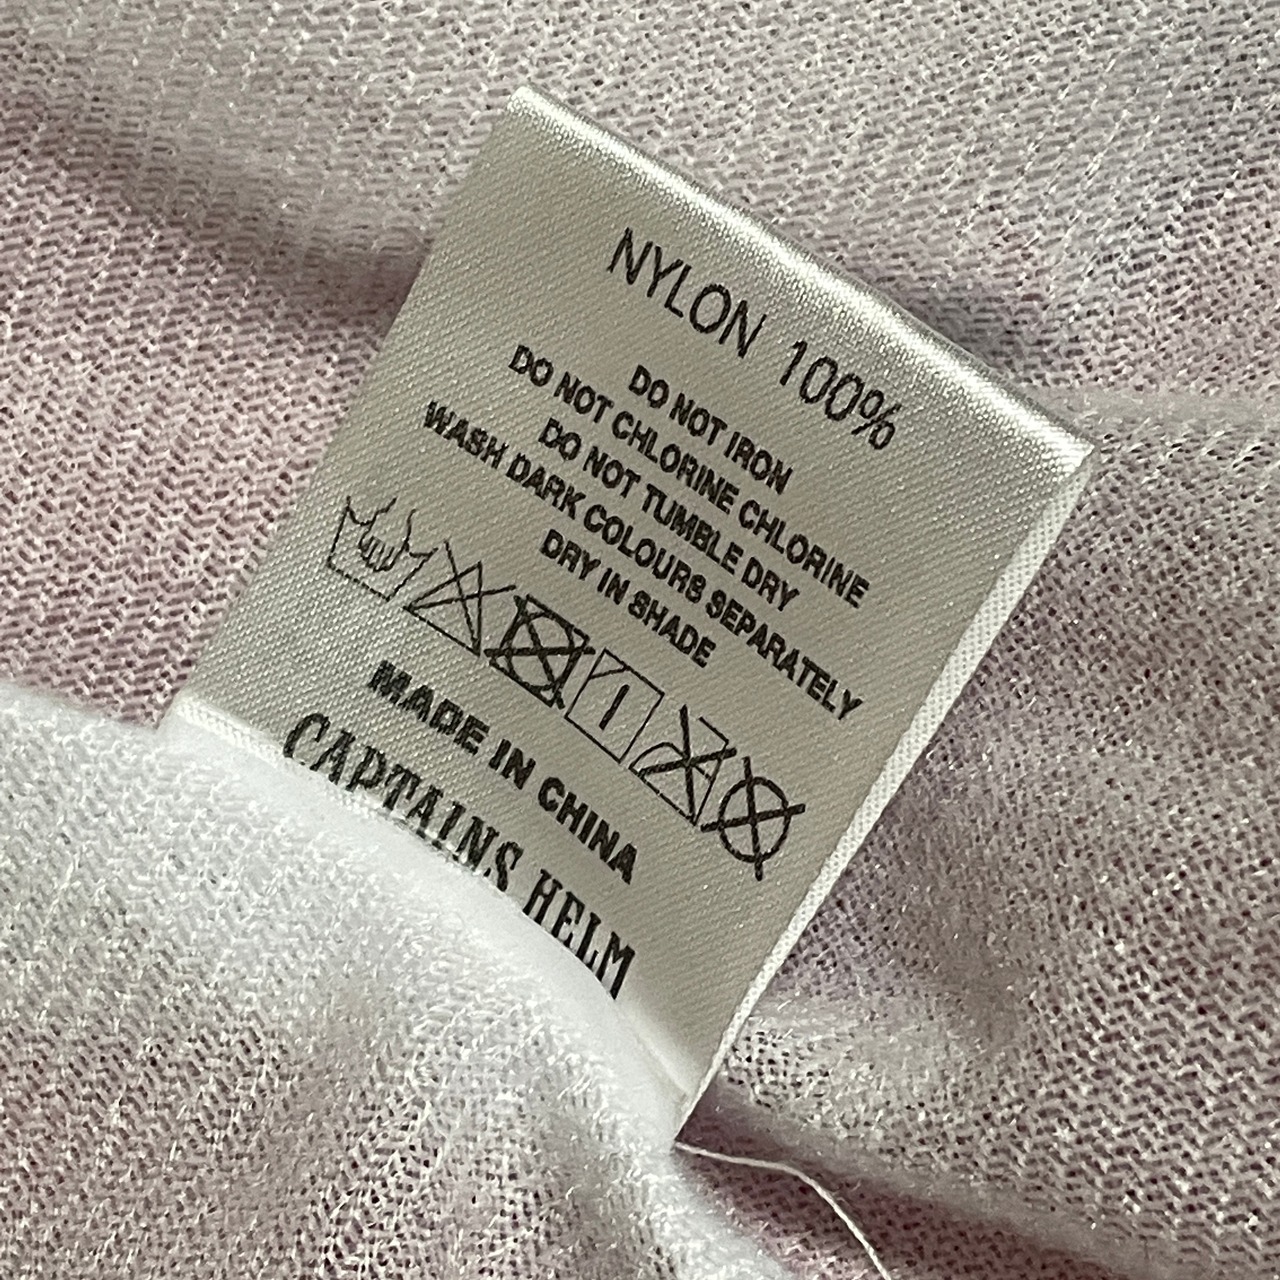 NYLON 100%
DO NOT IRON
DO NOT CHLORINE CHLORINE
DO NOT TUMBLE DRY
WASH DARK COLOURS SEPARATELY
DRY IN SHADE
MADE IN CHINA
CAPTAINS HELM